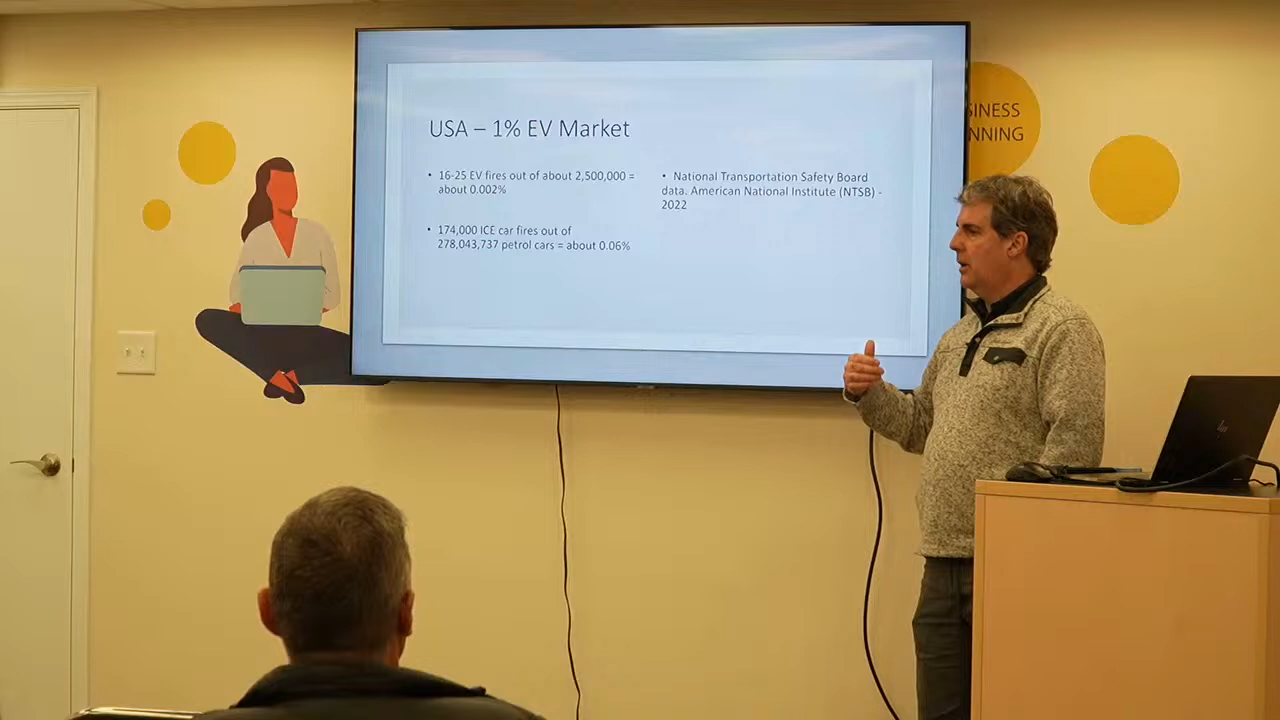 USA – 1% EV Market
• 16-25 EV fires out of about 2,500,000 =
about 0.002%
• 174,000 ICE car fires out of
278,043,737 petrol cars = about 0.06%
• National Transportation Safety Board
data. American National Institute (NTSB) -
2022
SINESS
NNING
hp